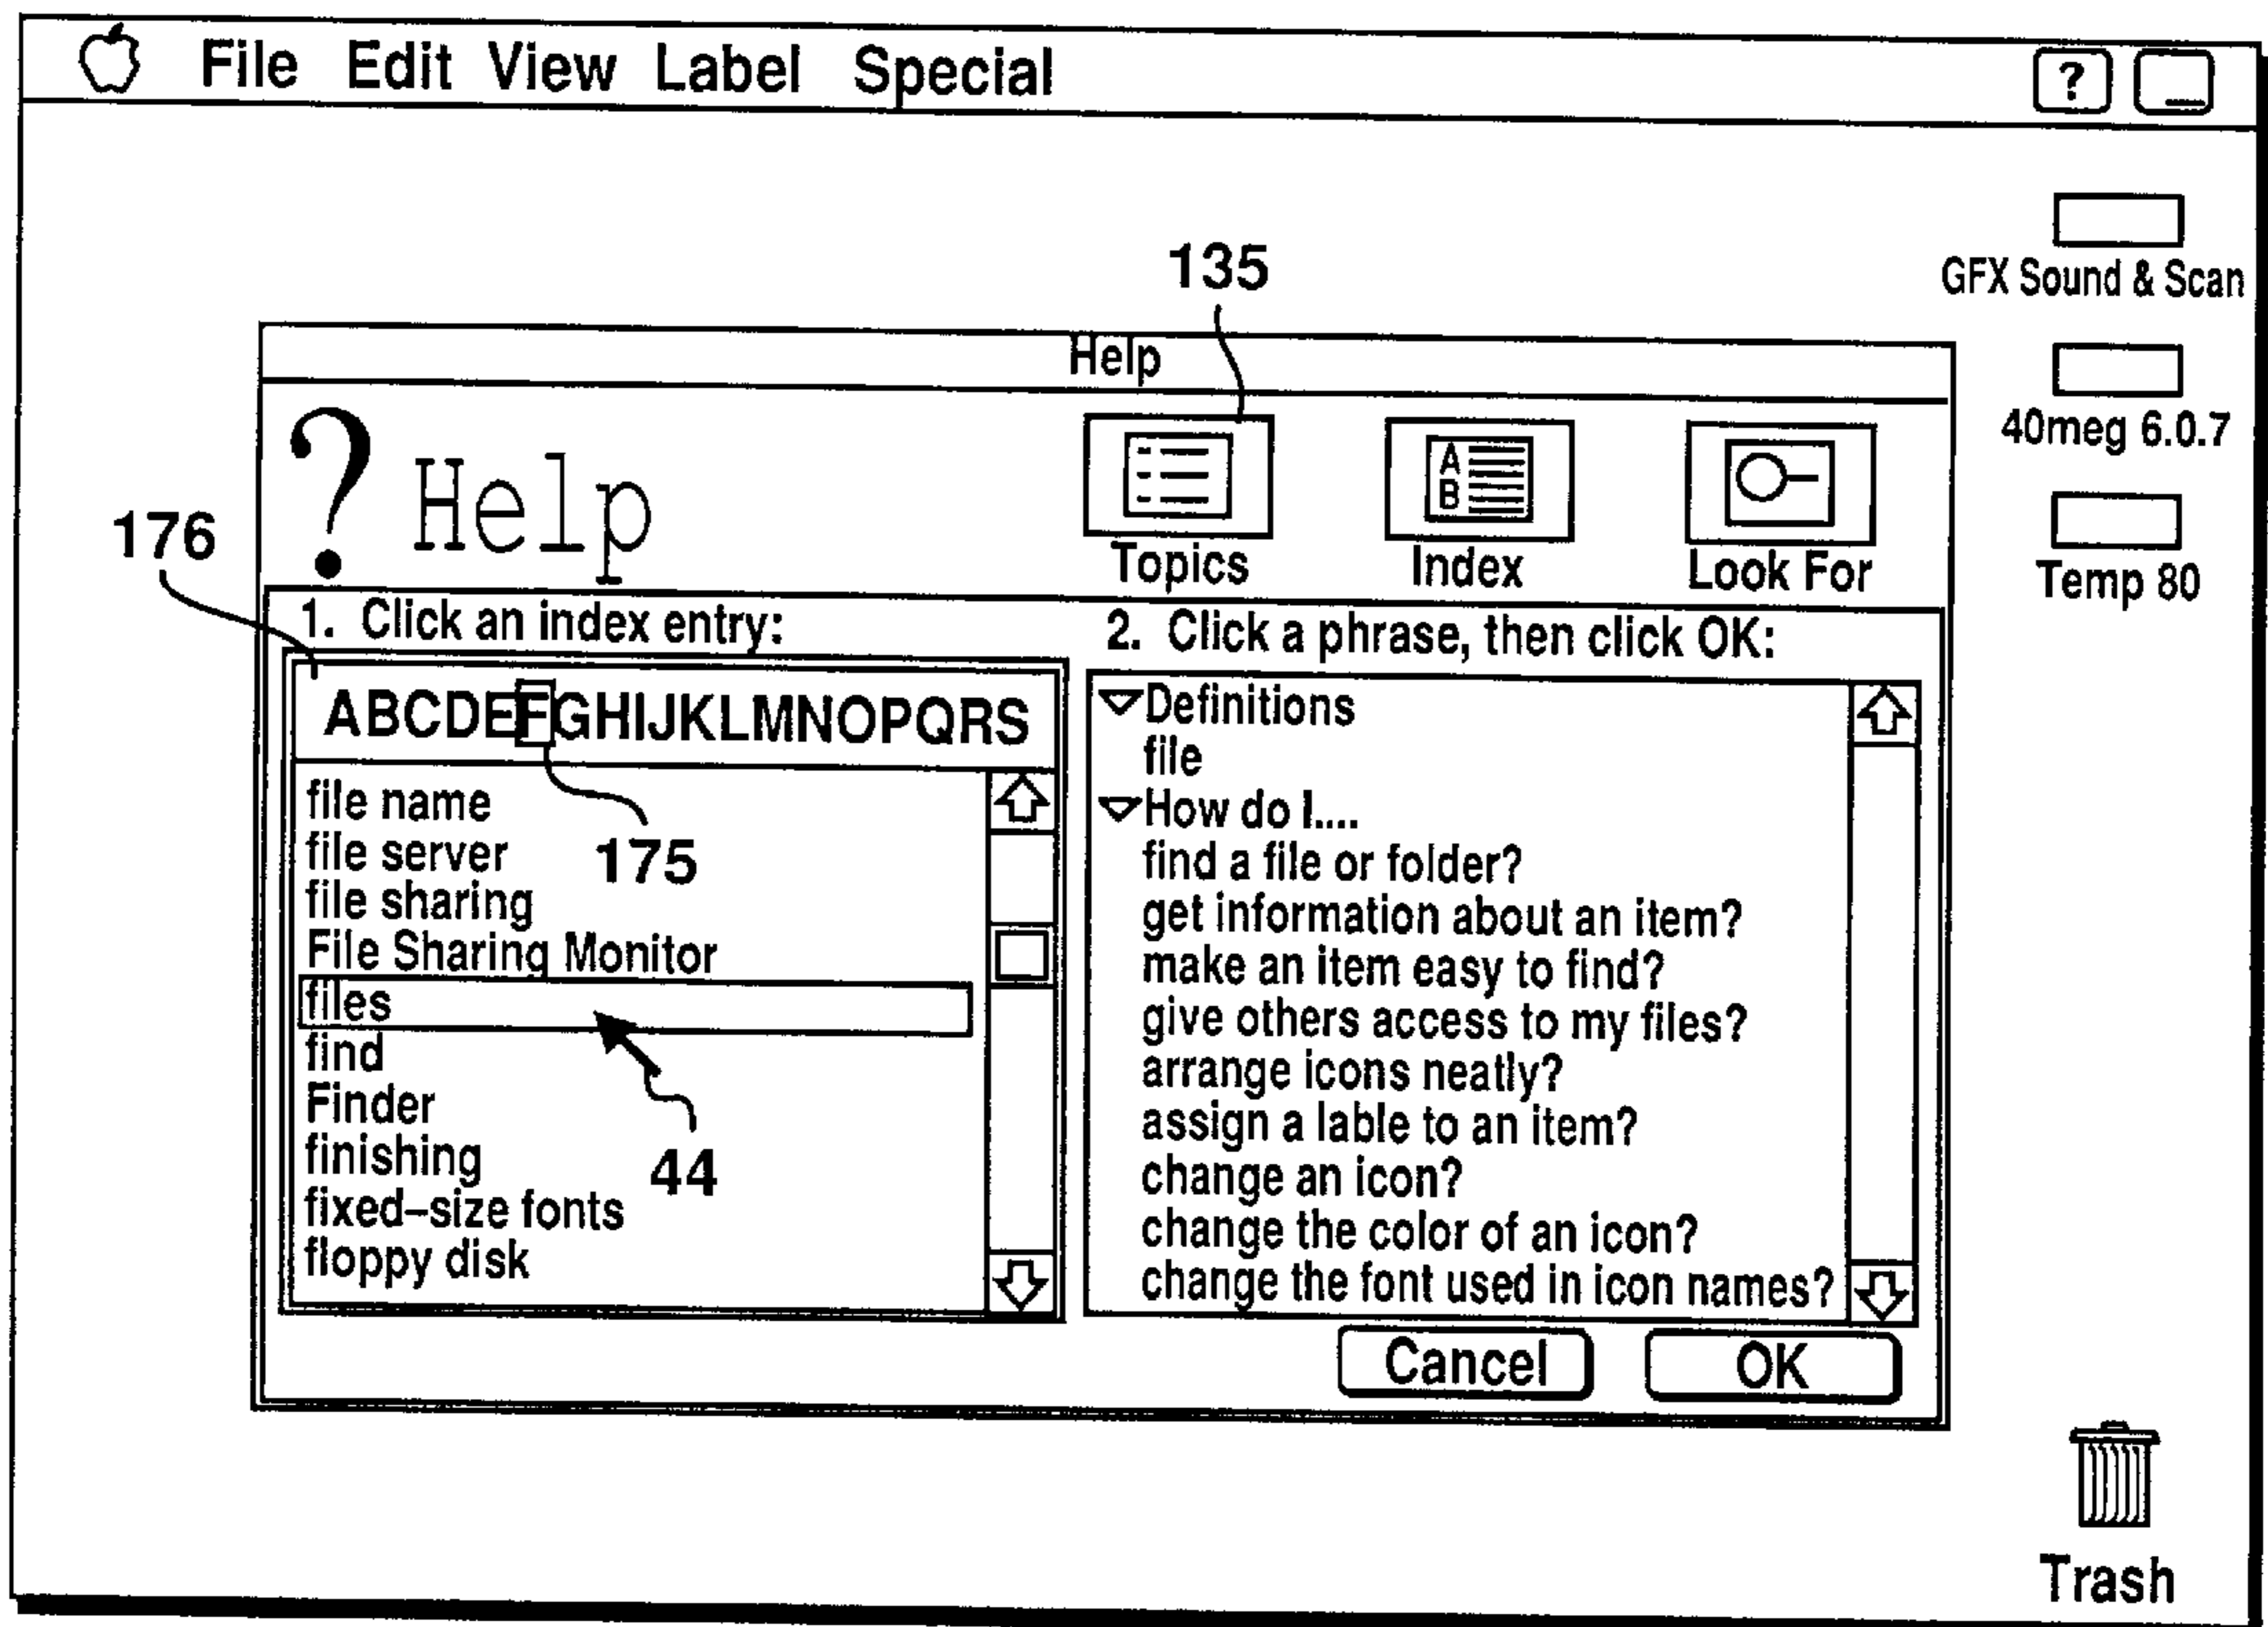 File Edit View Label Special ?
GFX Sound & Scan
135
Help
40meg 6.0.7
? Help
A
B
Topics Index Look For
Temp 80
176
1. Click an index entry:
2. Click a phrase, then click OK:
ABCDEFGHIJKLMNOPQRS
175
file name
file server
file sharing
File Sharing Monitor
files
find
Finder
finishing
fixed-size fonts
floppy disk
44
Definitions
file
How do I....
find a file or folder?
get information about an item?
make an item easy to find?
give others access to my files?
arrange icons neatly?
assign a lable to an item?
change an icon?
change the color of an icon?
change the font used in icon names?
Cancel OK
Trash